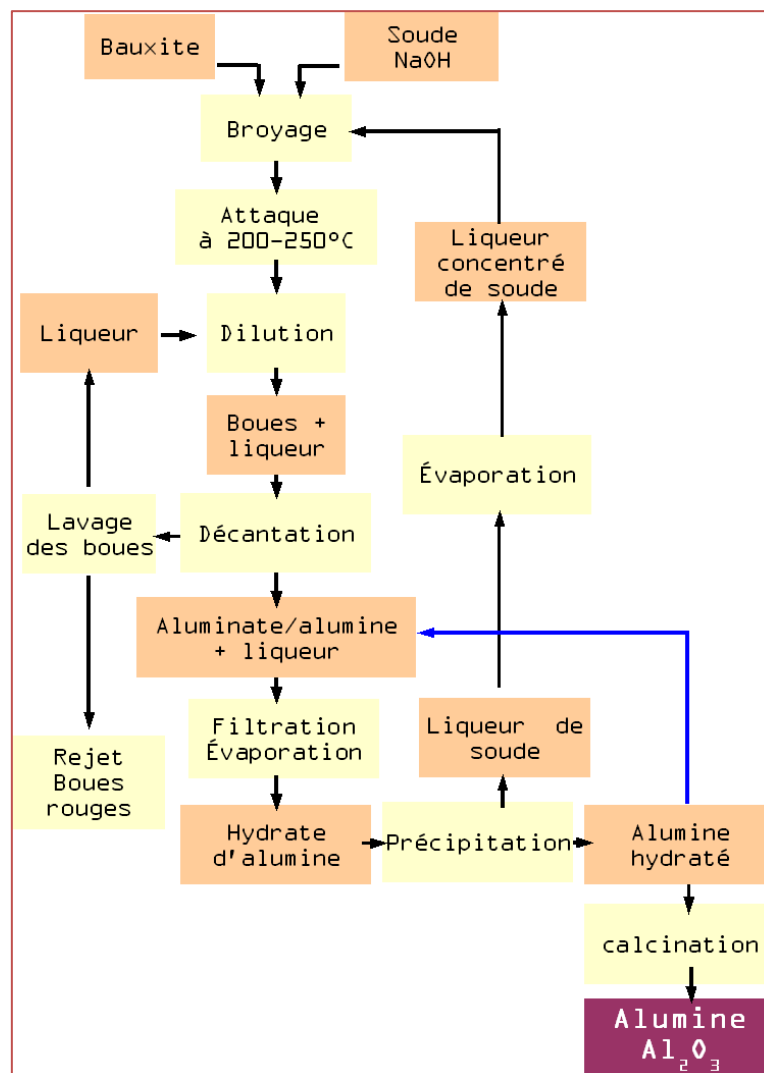 Bauxite
Soude
NaOH
Broyage
Attaque
à 200-250°C
Liqueur
concentré
de soude
Liqueur
Dilution
Boues +
liqueur
Évaporation
Lavage
des boues
Décantation
Aluminate/alumine
+ liqueur
Filtration
Évaporation
Liqueur de
soude
Rejet
Boues
rouges
Hydrate
d'alumine
Précipitation
Alumine
hydraté
calcination
Alumine
Al₂O₃